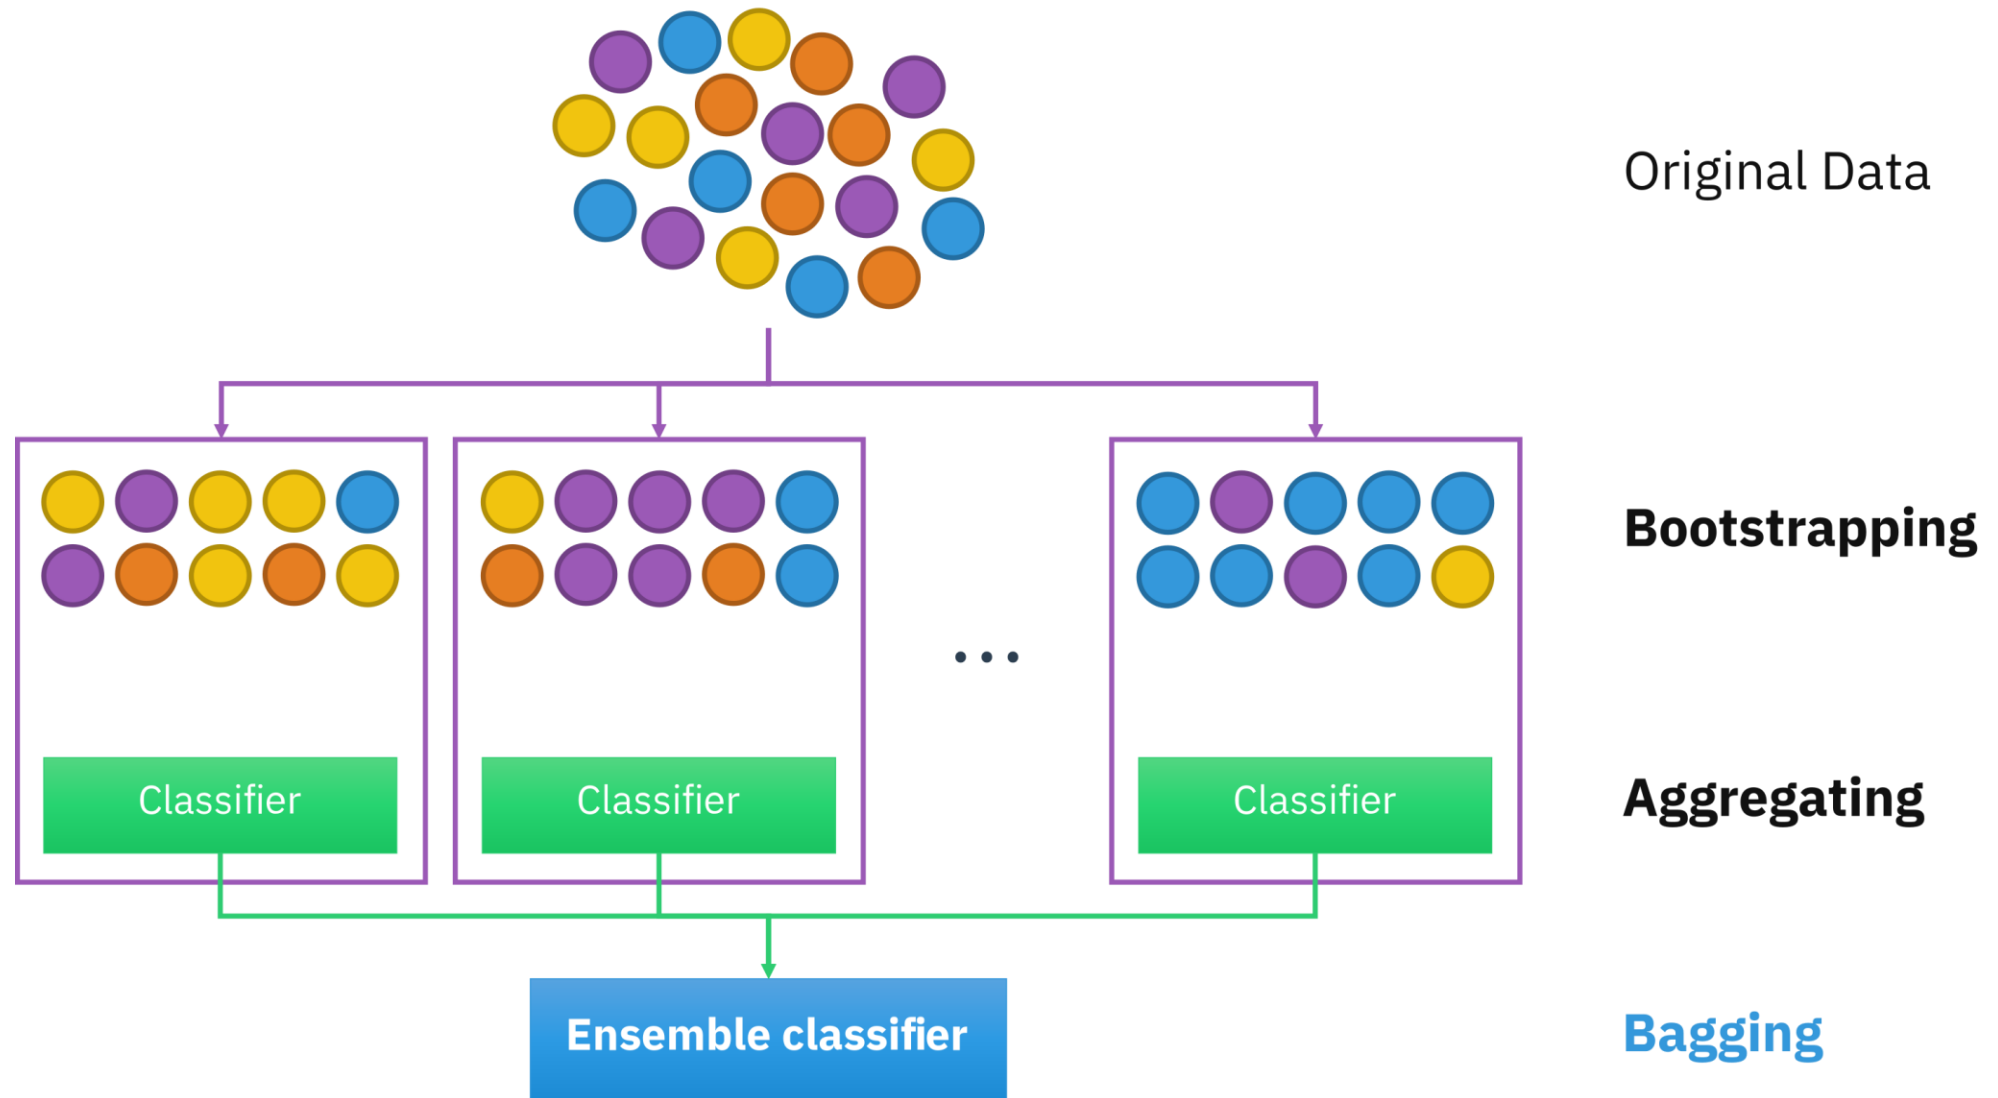 Original Data
Bootstrapping
...
Classifier
Classifier
Classifier
Aggregating
Ensemble classifier
Bagging